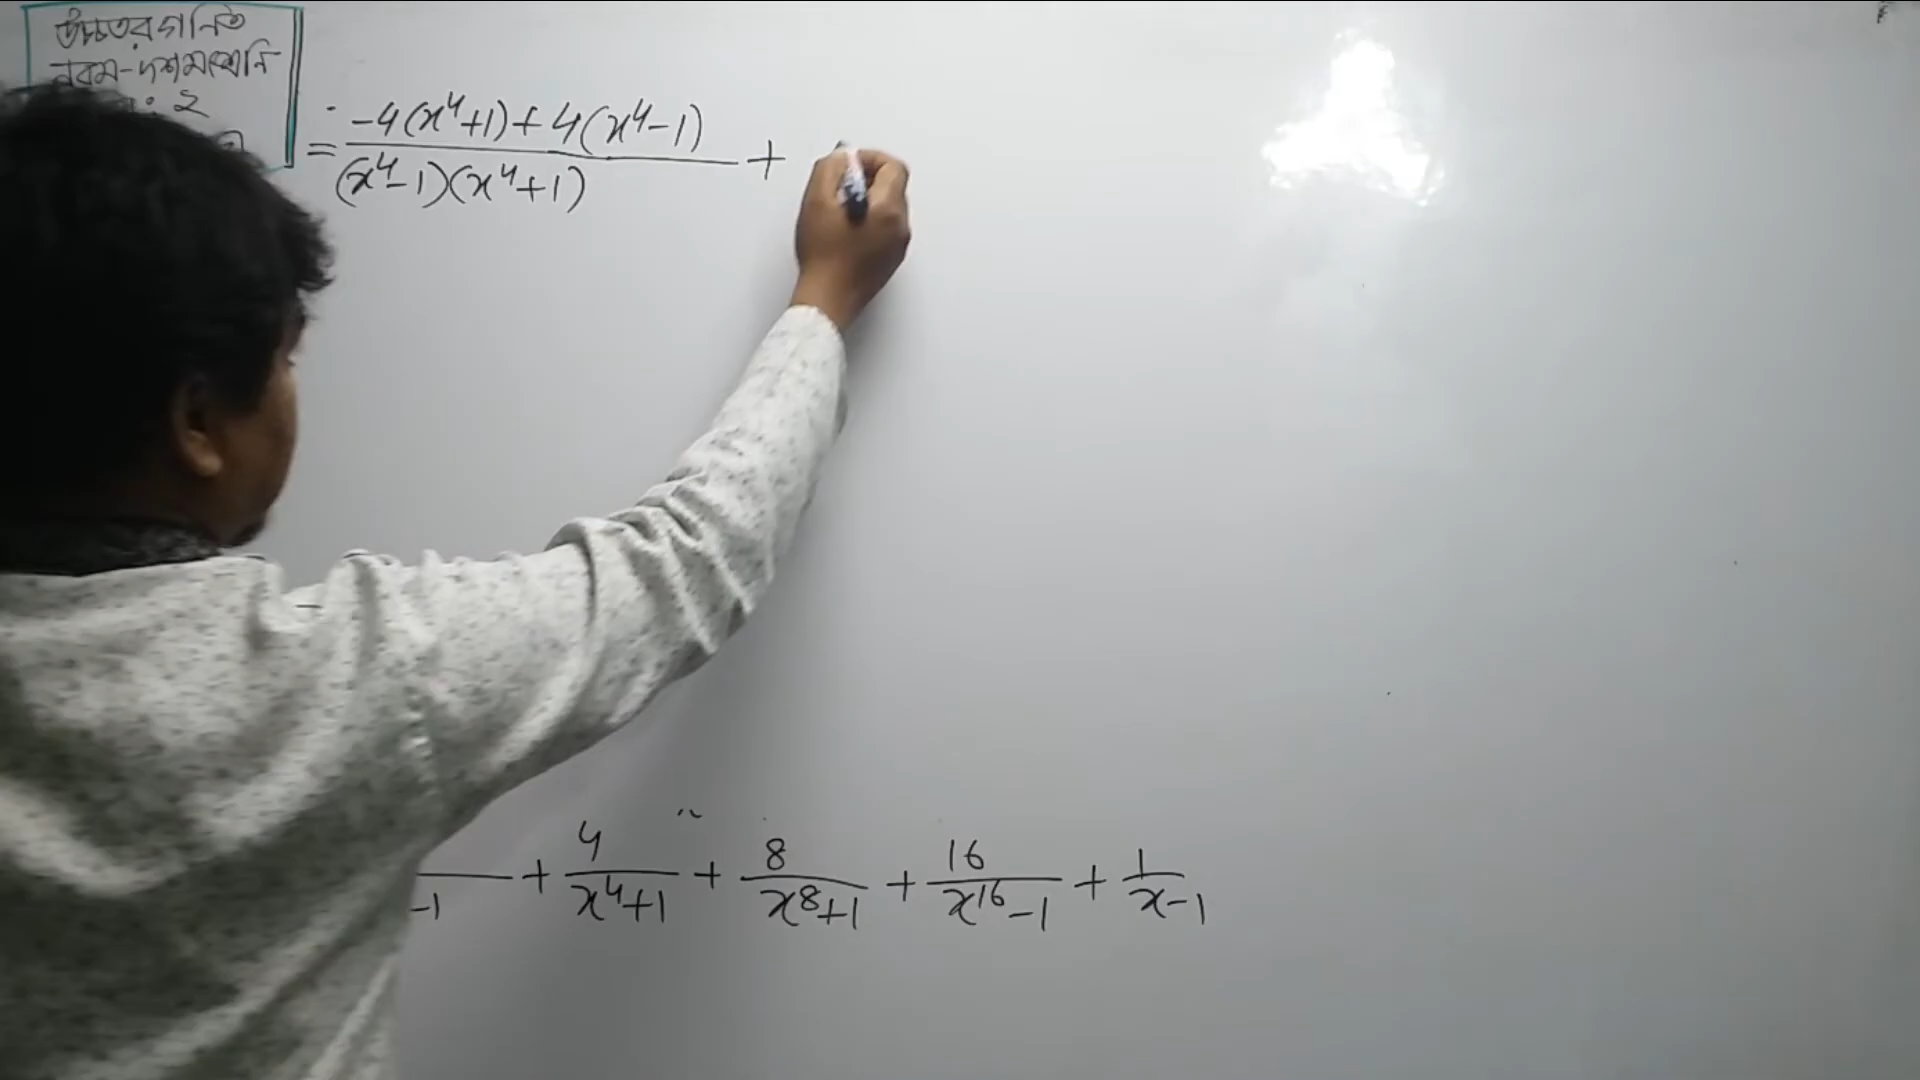 উচ্চতর গনিত
নবম-দশম শ্রেনি
: ২
= -4(x⁴+1)+4(x⁴-1) / (x⁴-1)(x⁴+1) +
-1 + 4/x⁴+1 + 8/x⁸+1 + 16/x¹⁶-1 + 1/x-1